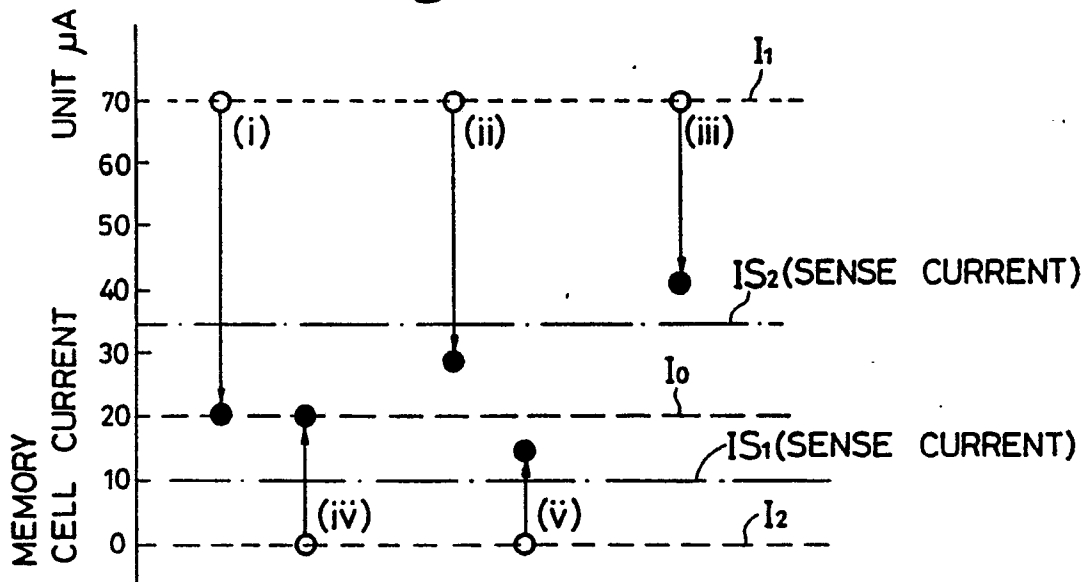 UNIT μA
MEMORY
CELL CURRENT
70
60
50
40
30
20
10
0
I1
(i)
(ii)
(iii)
IS2(SENSE CURRENT)
I0
IS1(SENSE CURRENT)
(iv)
(v)
I2